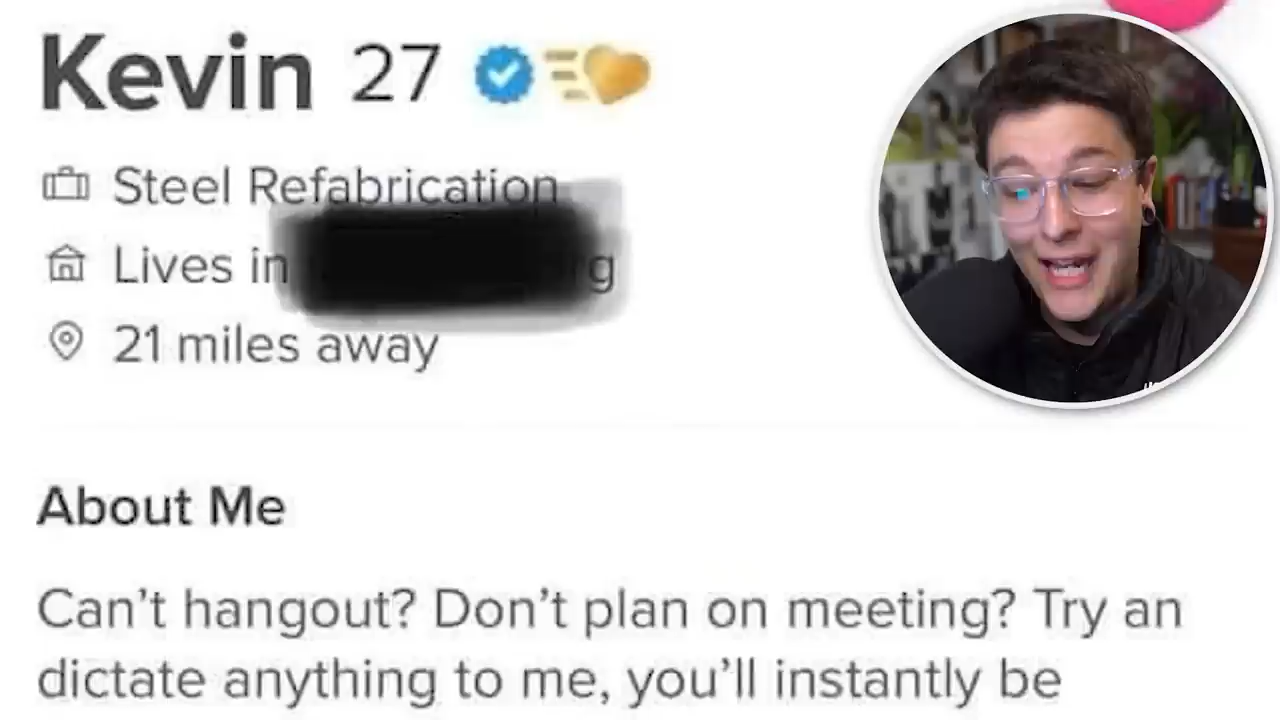 Kevin 27
Steel Refabrication
Lives in
21 miles away
About Me
Can’t hangout? Don’t plan on meeting? Try an
dictate anything to me, you’ll instantly be